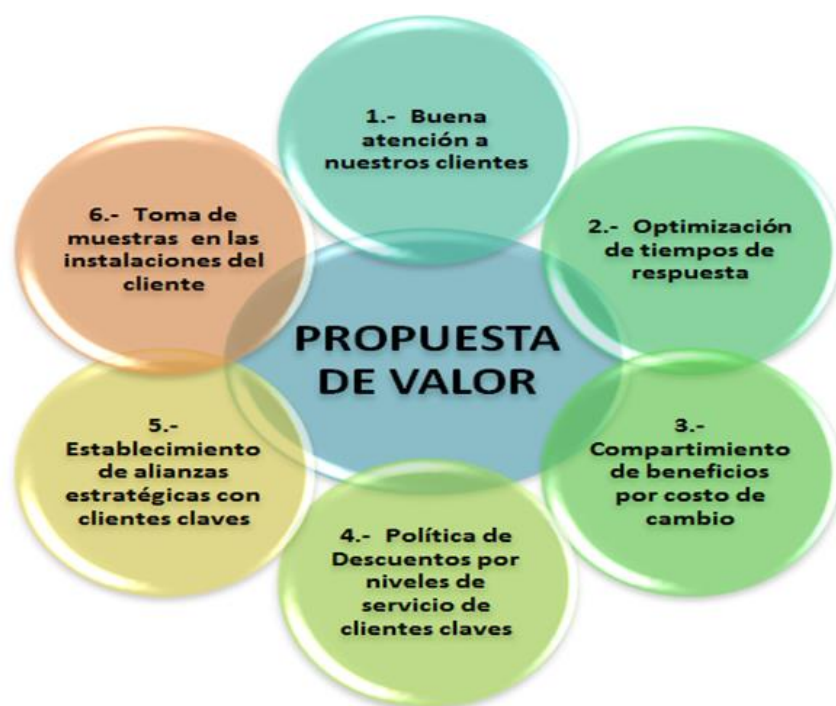 1.- Buena
atención a
nuestros clientes
2.- Optimización
de tiempos de
respuesta
3.-
Compartimiento
de beneficios
por costo de
cambio
4.- Política de
Descuentos por
niveles de
servicio de
clientes claves
5.-
Establecimiento
de alianzas
estratégicas con
clientes claves
6.- Toma de
muestras en las
instalaciones del
cliente
PROPUESTA
DE VALOR